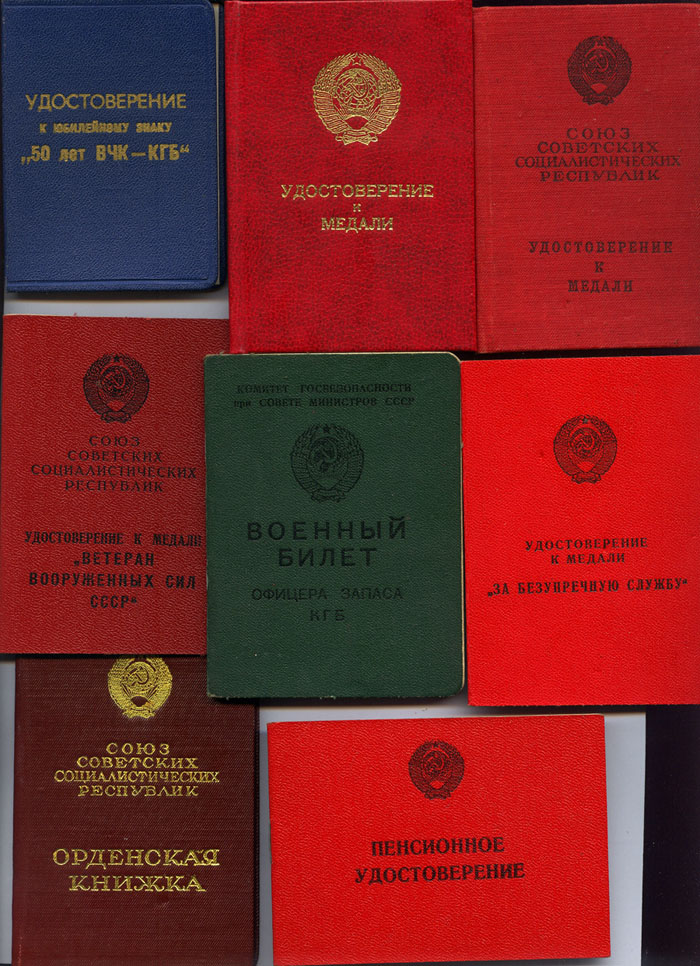 УДОСТОВЕРЕНИЕ
К ЮБИЛЕЙНОМУ ЗНАКУ
„50 лет ВЧК—КГБ“
УДОСТОВЕРЕНИЕ
К
МЕДАЛИ
СОЮЗ
СОВЕТСКИХ
СОЦИАЛИСТИЧЕСКИХ
РЕСПУБЛИК
УДОСТОВЕРЕНИЕ
К
МЕДАЛИ
СОЮЗ
СОВЕТСКИХ
СОЦИАЛИСТИЧЕСКИХ
РЕСПУБЛИК
УДОСТОВЕРЕНИЕ К МЕДАЛИ
„ВЕТЕРАН
ВООРУЖЕННЫХ СИЛ
СССР“
КОМИТЕТ ГОСБЕЗОПАСНОСТИ
при СОВЕТЕ МИНИСТРОВ СССР
ВОЕННЫЙ
БИЛЕТ
ОФИЦЕРА ЗАПАСА
КГБ
УДОСТОВЕРЕНИЕ
К МЕДАЛИ
„ЗА БЕЗУПРЕЧНУЮ СЛУЖБУ“
СОЮЗ
СОВЕТСКИХ
СОЦИАЛИСТИЧЕСКИХ
РЕСПУБЛИК
ОРДЕНСКАЯ
КНИЖКА
ПЕНСИОННОЕ
УДОСТОВЕРЕНИЕ